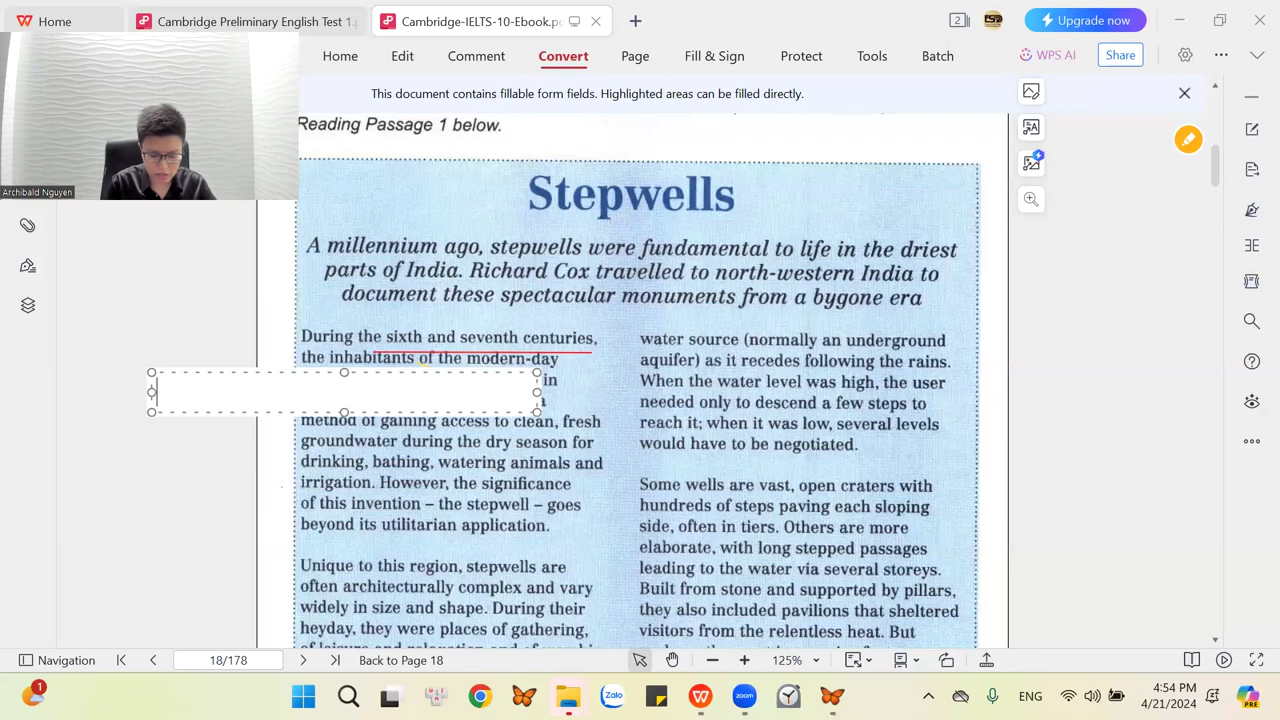 Home
Cambridge Preliminary English Test 1.p
Cambridge-IELTS-10-Ebook.pd
2
Upgrade now
Home
Edit
Comment
Convert
Page
Fill & Sign
Protect
Tools
Batch
WPS AI
Share
This document contains fillable form fields. Highlighted areas can be filled directly.
Archibald Nguyen
Reading Passage 1 below.
Stepwells
A millennium ago, stepwells were fundamental to life in the driest
parts of India. Richard Cox travelled to north-western India to
document these spectacular monuments from a bygone era
During the sixth and seventh centuries,
the inhabitants of the modern-day
in
method of gaining access to clean, fresh
groundwater during the dry season for
drinking, bathing, watering animals and
irrigation. However, the significance
of this invention – the stepwell – goes
beyond its utilitarian application.
Unique to this region, stepwells are
often architecturally complex and vary
widely in size and shape. During their
heyday, they were places of gathering,
water source (normally an underground
aquifer) as it recedes following the rains.
When the water level was high, the user
needed only to descend a few steps to
reach it; when it was low, several levels
would have to be negotiated.
Some wells are vast, open craters with
hundreds of steps paving each sloping
side, often in tiers. Others are more
elaborate, with long stepped passages
leading to the water via several storeys.
Built from stone and supported by pillars,
they also included pavilions that sheltered
visitors from the relentless heat. But
Navigation
18/178
Back to Page 18
125%
1
Zalo
zoom
ENG
4:54 PM
4/21/2024
PRE